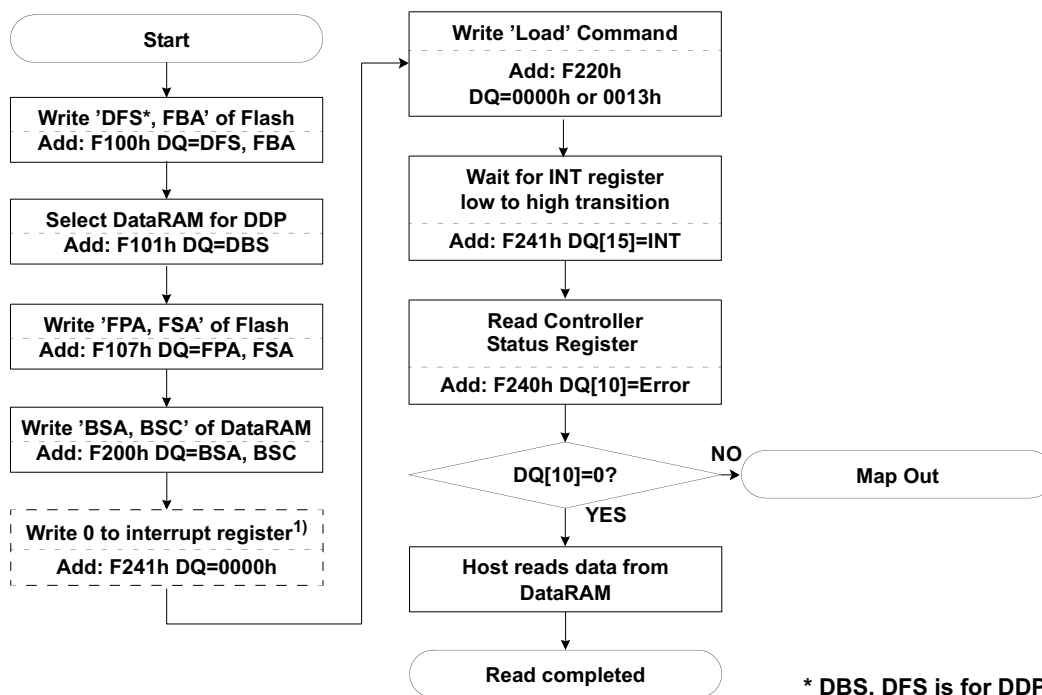 Start
Write ’DFS*, FBA’ of Flash
Add: F100h DQ=DFS, FBA
Select DataRAM for DDP
Add: F101h DQ=DBS
Write ’FPA, FSA’ of Flash
Add: F107h DQ=FPA, FSA
Write ’BSA, BSC’ of DataRAM
Add: F200h DQ=BSA, BSC
Write 0 to interrupt register1)
Add: F241h DQ=0000h
Write ’Load’ Command
Add: F220h
DQ=0000h or 0013h
Wait for INT register
low to high transition
Add: F241h DQ[15]=INT
Read Controller
Status Register
Add: F240h DQ[10]=Error
DQ[10]=0?
NO
Map Out
YES
Host reads data from
DataRAM
Read completed
* DBS, DFS is for DDP